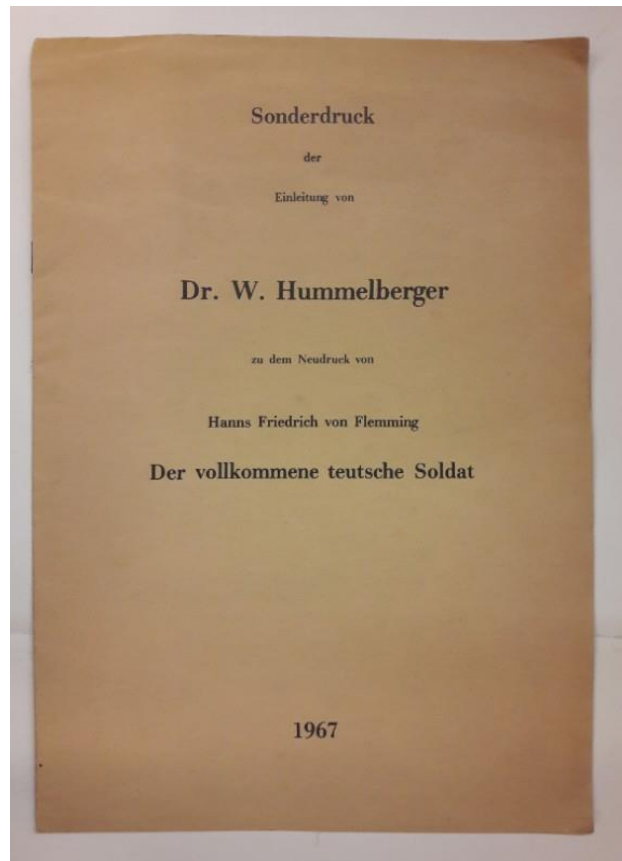 Sonderdruck
der
Einleitung von
Dr. W. Hummelberger
zu dem Neudruck von
Hanns Friedrich von Flemming
Der vollkommene teutsche Soldat
1967